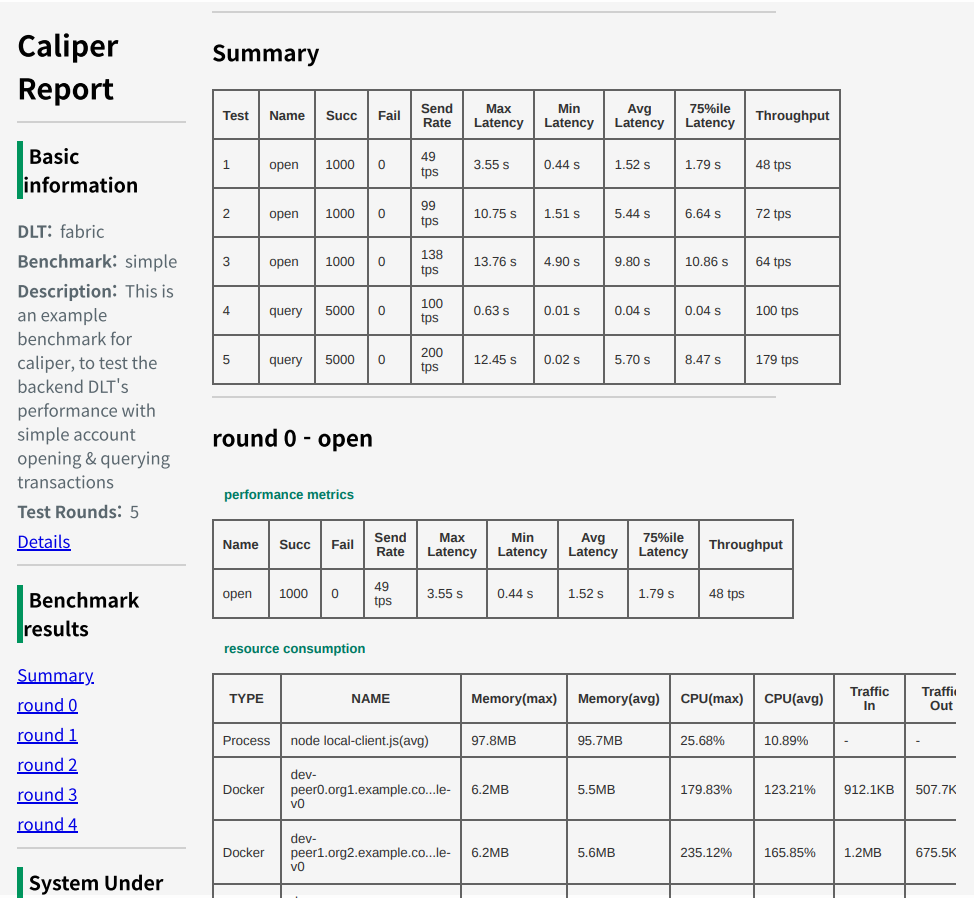 Caliper
Report
Basic
information
DLT: fabric
Benchmark: simple
Description: This is
an example
benchmark for
caliper, to test the
backend DLT's
performance with
simple account
opening & querying
transactions
Test Rounds: 5
Details
Benchmark
results
Summary
round 0
round 1
round 2
round 3
round 4
System Under
Summary
Test Name Succ Fail Send Rate Max Latency Min Latency Avg Latency 75%ile Latency Throughput
1 open 1000 0 49 tps 3.55 s 0.44 s 1.52 s 1.79 s 48 tps
2 open 1000 0 99 tps 10.75 s 1.51 s 5.44 s 6.64 s 72 tps
3 open 1000 0 138 tps 13.76 s 4.90 s 9.80 s 10.86 s 64 tps
4 query 5000 0 100 tps 0.63 s 0.01 s 0.04 s 0.04 s 100 tps
5 query 5000 0 200 tps 12.45 s 0.02 s 5.70 s 8.47 s 179 tps
round 0 - open
performance metrics
Name Succ Fail Send Rate Max Latency Min Latency Avg Latency 75%ile Latency Throughput
open 1000 0 49 tps 3.55 s 0.44 s 1.52 s 1.79 s 48 tps
resource consumption
TYPE NAME Memory(max) Memory(avg) CPU(max) CPU(avg) Traffic In Traffic Out
Process node local-client.js(avg) 97.8MB 95.7MB 25.68% 10.89% - -
Docker dev-peer0.org1.example.co...le-v0 6.2MB 5.5MB 179.83% 123.21% 912.1KB 507.7K
Docker dev-peer1.org2.example.co...le-v0 6.2MB 5.6MB 235.12% 165.85% 1.2MB 675.5K